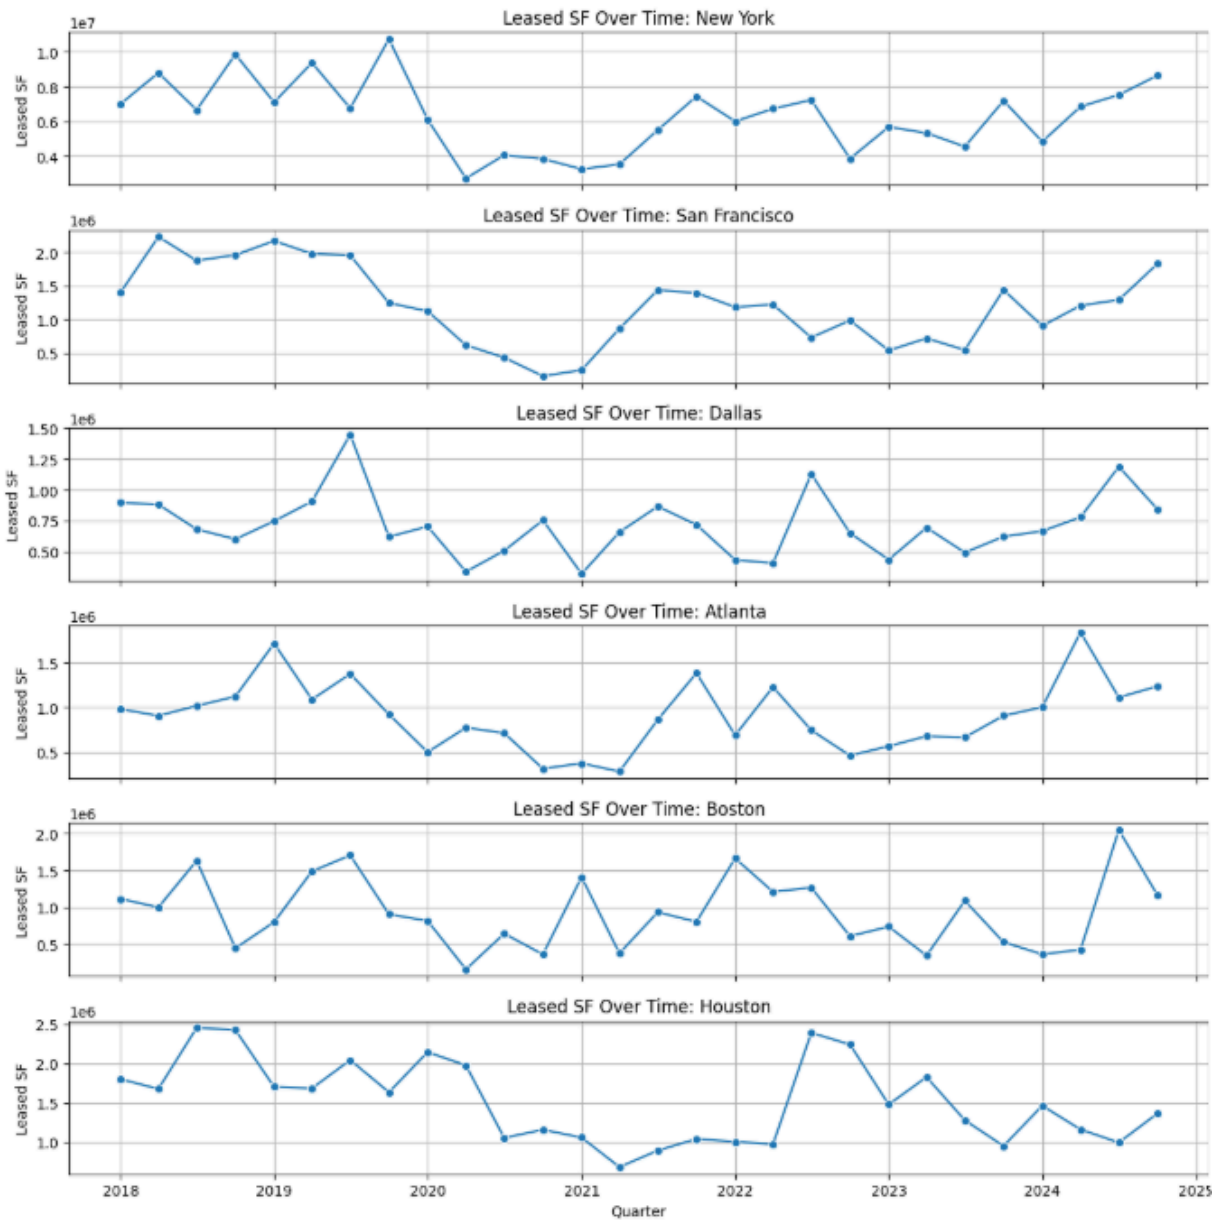 Leased SF Over Time: New York
1e7
1.0
0.8
0.6
0.4
Leased SF
Leased SF Over Time: San Francisco
1e6
2.0
1.5
1.0
0.5
Leased SF
Leased SF Over Time: Dallas
1e6
1.50
1.25
1.00
0.75
0.50
Leased SF
Leased SF Over Time: Atlanta
1e6
1.5
1.0
0.5
Leased SF
Leased SF Over Time: Boston
1e6
2.0
1.5
1.0
0.5
Leased SF
Leased SF Over Time: Houston
1e6
2.5
2.0
1.5
1.0
Leased SF
2018 2019 2020 2021 2022 2023 2024 2025
Quarter